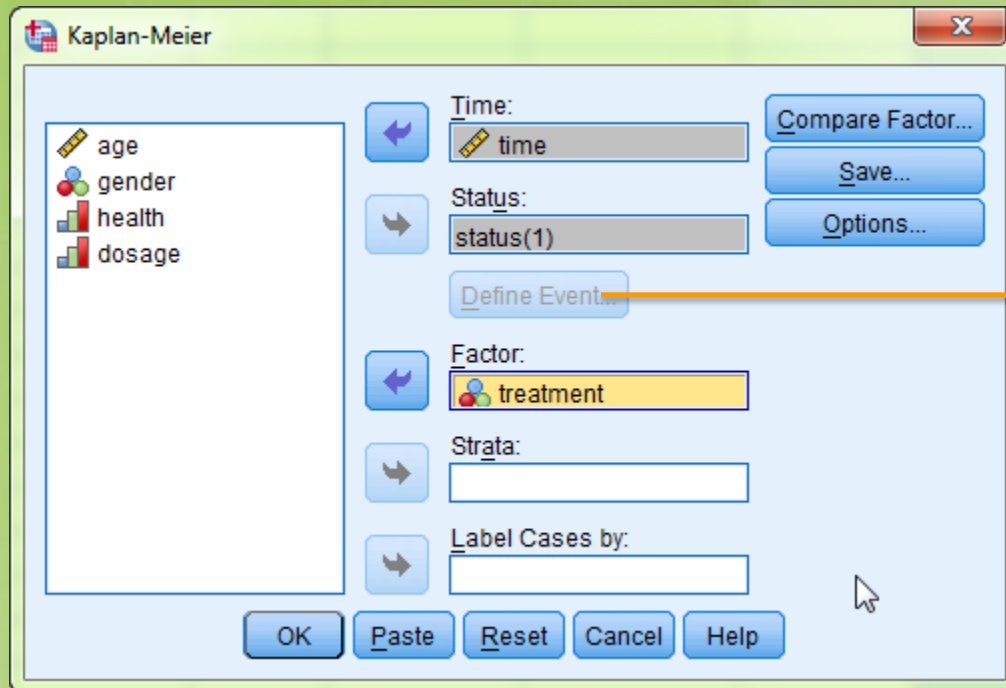 Kaplan-Meier
age
gender
health
dosage
Time:
time
Status:
status(1)
Define Event...
Factor:
treatment
Strata:
Label Cases by:
Compare Factor...
Save...
Options...
OK
Paste
Reset
Cancel
Help